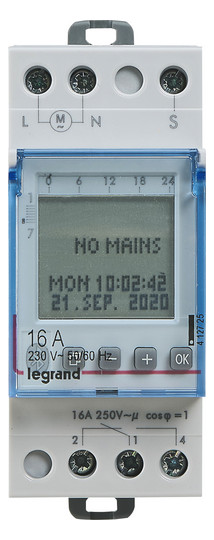 L M N S
0 6 12 18 24
1
7
NO MAINS
MON 10:02:42
21. SEP. 2020
16 A
230 V~ 50/60 Hz
− + OK
legrand
4 127 25
16A 250V~µ cosφ=1
2 1 4